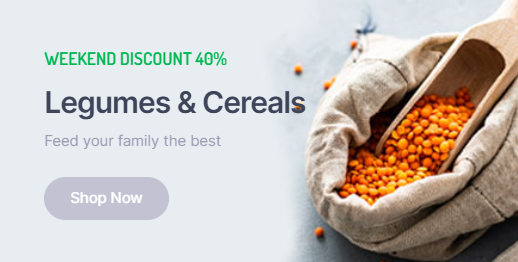 WEEKEND DISCOUNT 40%
Legumes & Cereals
Feed your family the best
Shop Now